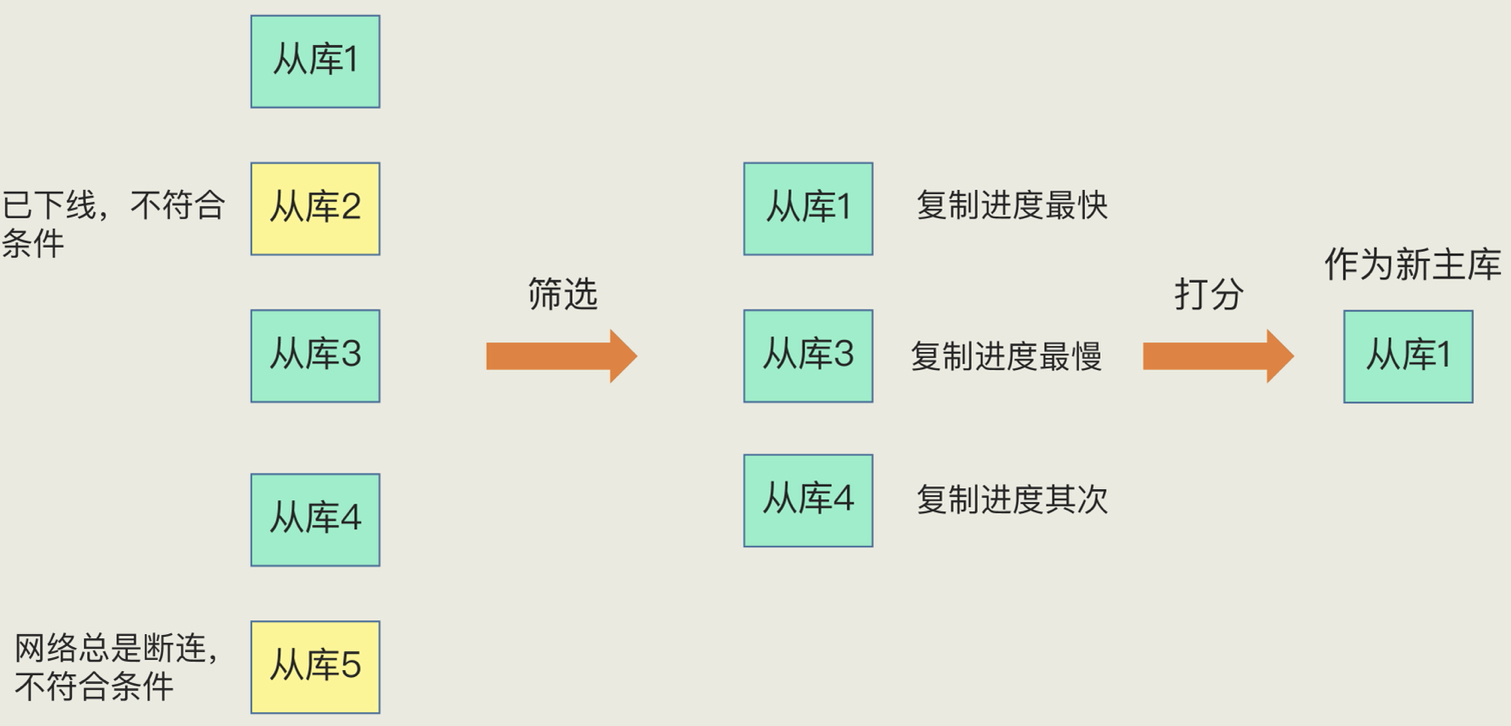 从库1
已下线，不符合
条件
从库2
从库3
从库4
网络总是断连，
不符合条件
从库5
筛选
从库1
复制进度最快
从库3
复制进度最慢
从库4
复制进度其次
打分
作为新主库
从库1